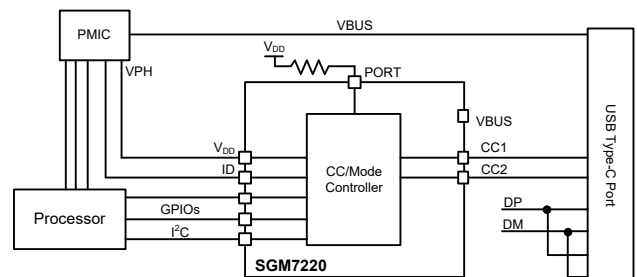 PMIC
VBUS
VPH
VDD
PORT
VBUS
VDD
ID
GPIOs
I²C
Processor
CC/Mode
Controller
CC1
CC2
DP
DM
USB Type-C Port
SGM7220